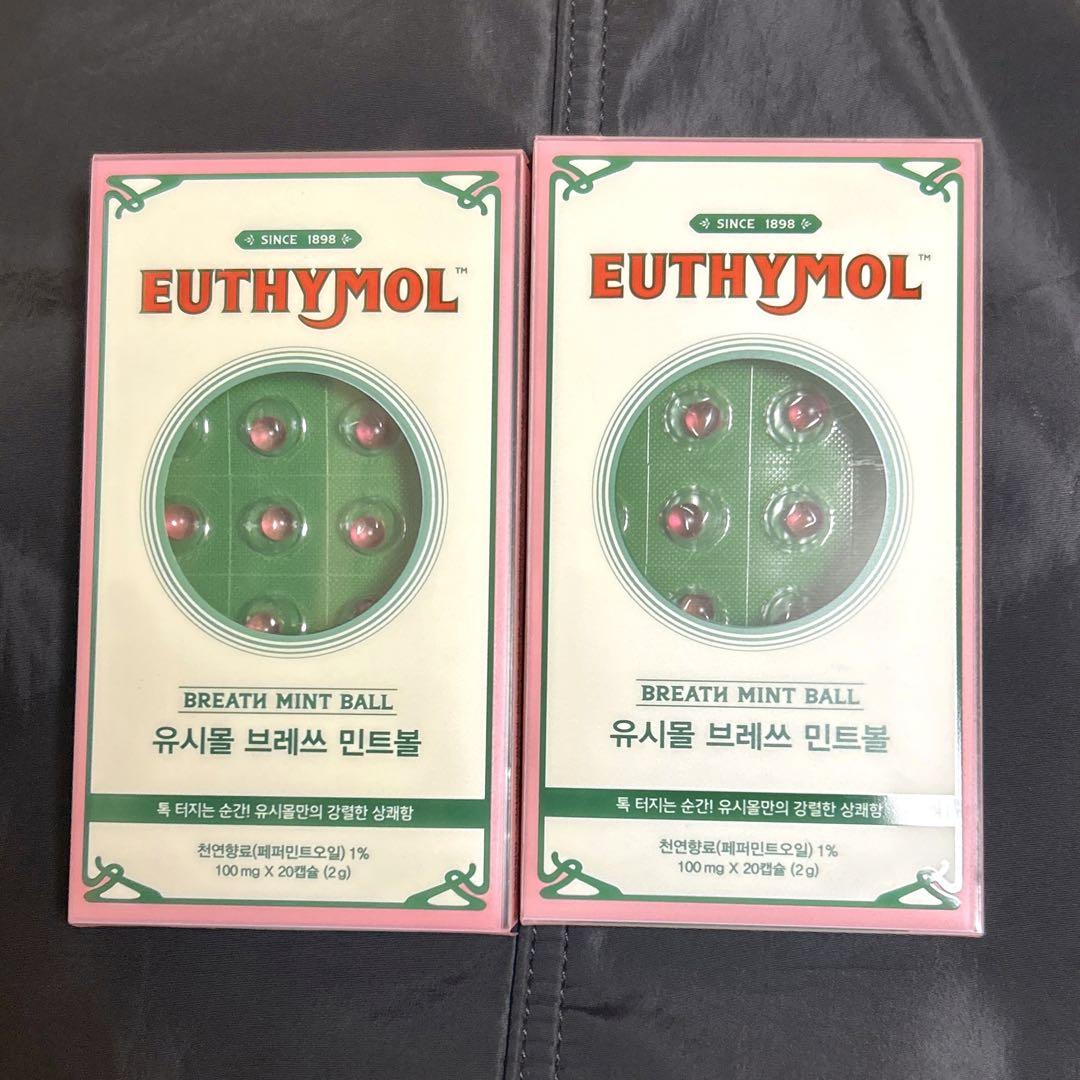 SINCE 1898
EUTHYMOL™
BREATH MINT BALL
유시몰 브레쓰 민트볼
톡 터지는 순간! 유시몰만의 강렬한 상쾌함
천연향료(페퍼민트오일) 1%
100 mg X 20캡슐 (2 g)
SINCE 1898
EUTHYMOL™
BREATH MINT BALL
유시몰 브레쓰 민트볼
톡 터지는 순간! 유시몰만의 강렬한 상쾌함
천연향료(페퍼민트오일) 1%
100 mg X 20캡슐 (2 g)